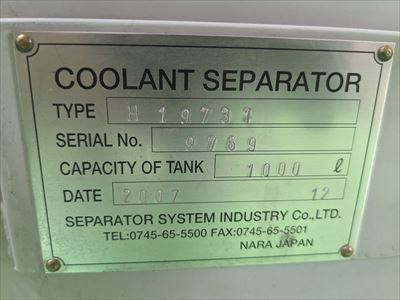 COOLANT SEPARATOR
TYPE H19731
SERIAL No. 9769
CAPACITY OF TANK 1000 ℓ
DATE 2007 12
SEPARATOR SYSTEM INDUSTRY Co.,LTD.
TEL:0745-65-5500 FAX:0745-65-5501
NARA JAPAN